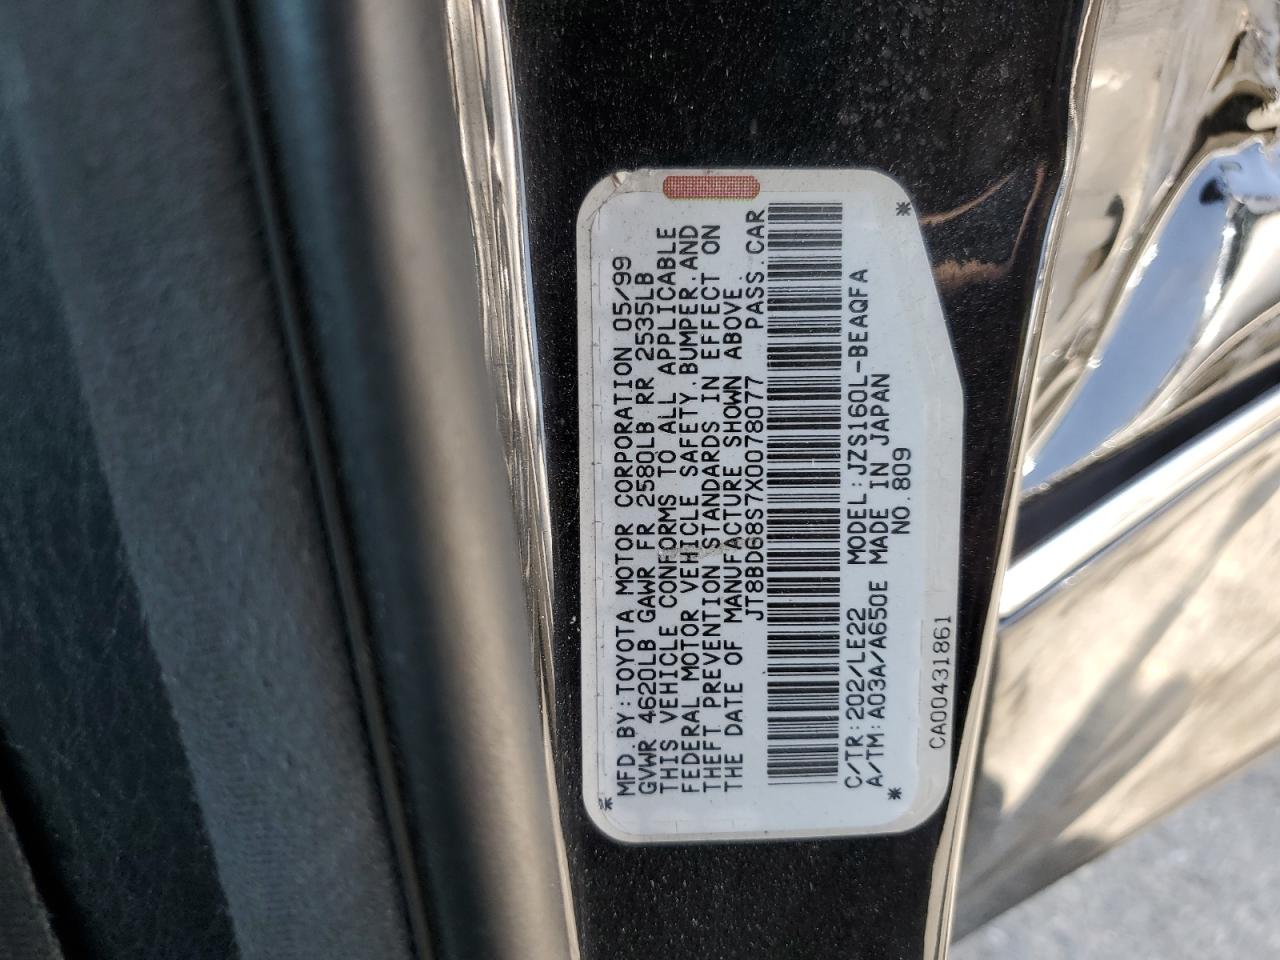 MFD.BY:TOYOTA MOTOR CORPORATION 05/99
GVWR 4620LB GAWR FR 2580LB RR 2535LB
THIS VEHICLE CONFORMS TO ALL APPLICABLE
FEDERAL MOTOR VEHICLE SAFETY,BUMPER,AND
THEFT PREVENTION STANDARDS IN EFFECT ON
THE DATE OF MANUFACTURE SHOWN ABOVE.
JT8BD68S7X0078077 PASS.CAR
C/TR:202/LE22 MODEL:JZS160L-BEAQFA
A/TM:A03A/A650E MADE IN JAPAN
NO.809
CA00431861